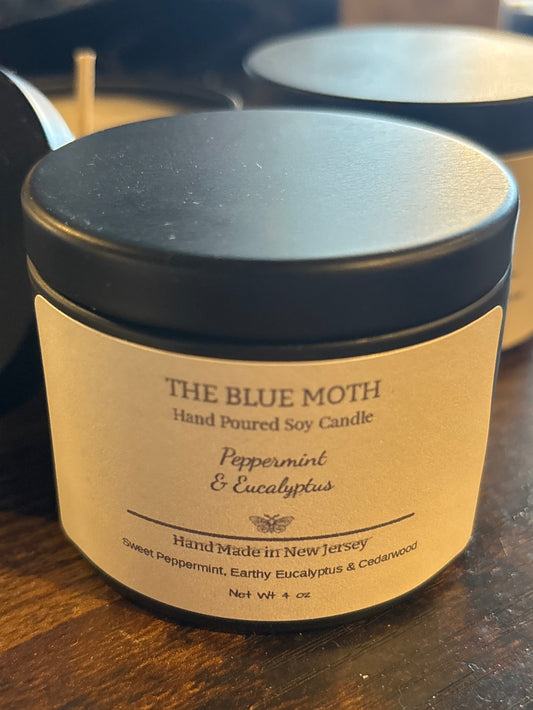 THE BLUE MOTH
Hand Poured Soy Candle
Peppermint
& Eucalyptus
Hand Made in New Jersey
Sweet Peppermint, Earthy Eucalyptus & Cedarwood
Net Wt 4 oz